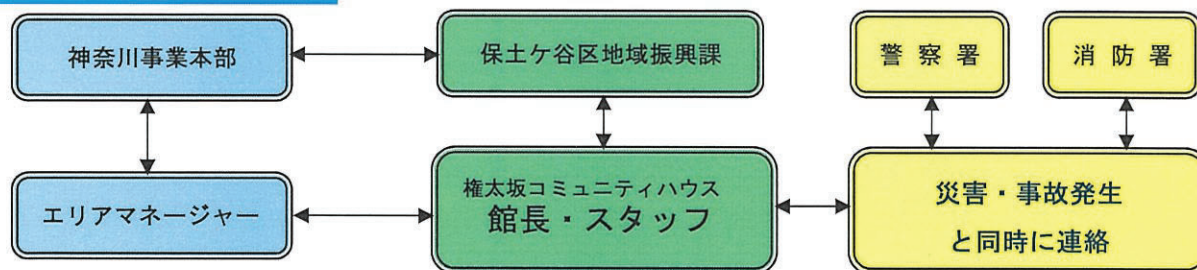 神奈川事業本部
保土ケ谷区地域振興課
警察署
消防署
エリアマネージャー
権太坂コミュニティハウス
館長・スタッフ
災害・事故発生
と同時に連絡